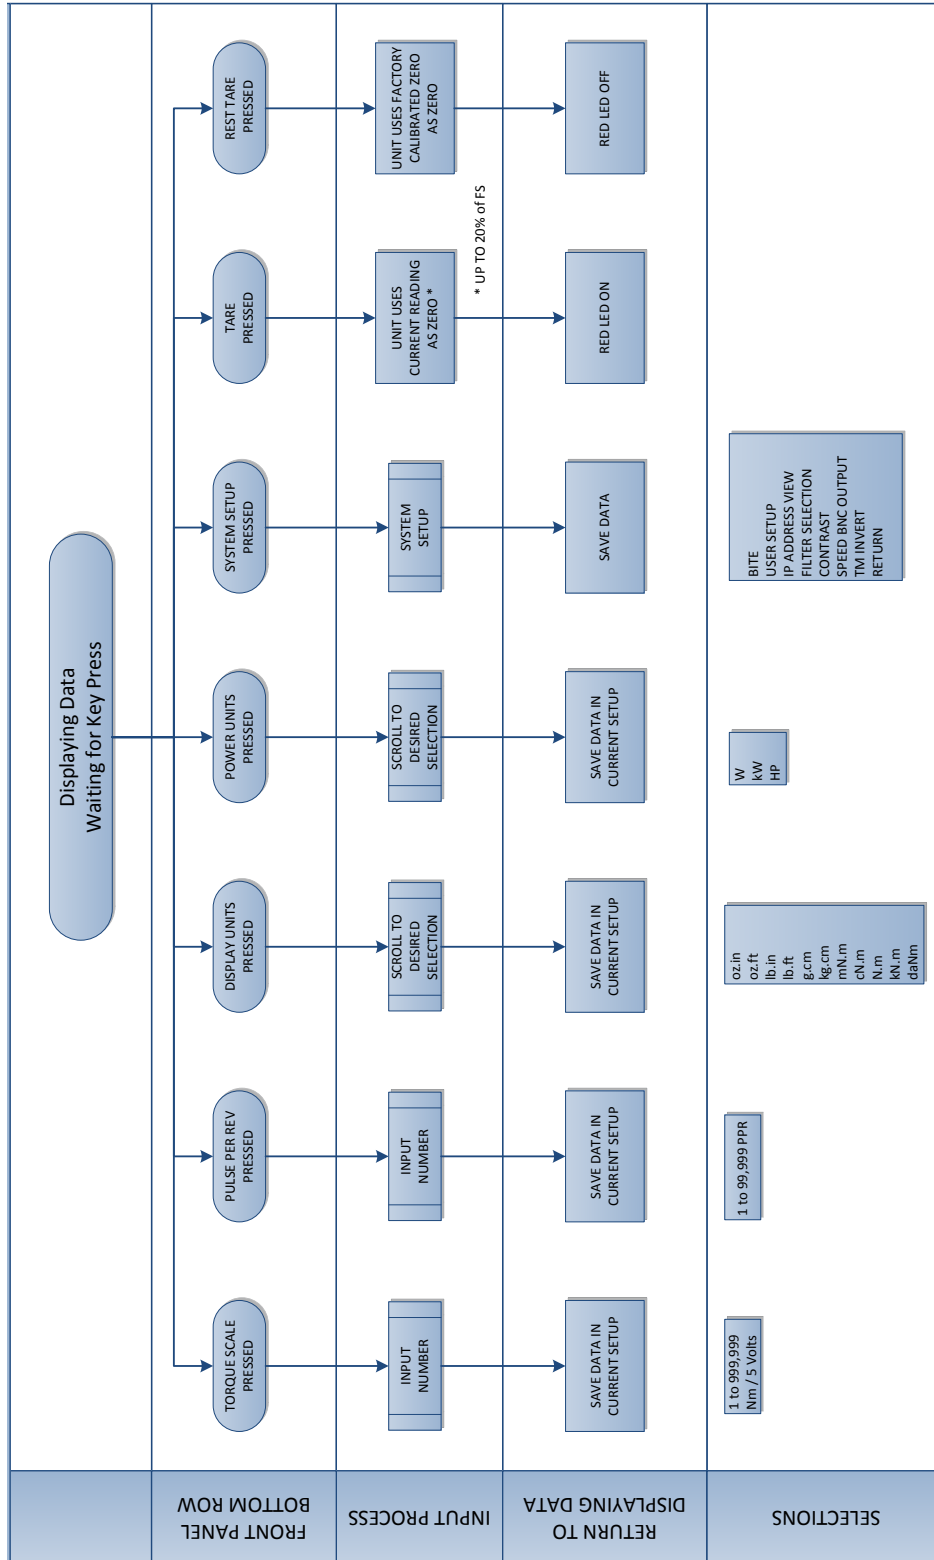 Displaying Data
Waiting for Key Press
FRONT PANEL
BOTTOM ROW
TORQUE SCALE
PRESSED
PULSE PER REV
PRESSED
DISPLAY UNITS
PRESSED
POWER UNITS
PRESSED
SYSTEM SETUP
PRESSED
TARE
PRESSED
REST TARE
PRESSED
INPUT PROCESS
INPUT
NUMBER
INPUT
NUMBER
SCROLL TO
DESIRED
SELECTION
SCROLL TO
DESIRED
SELECTION
SYSTEM
SETUP
UNIT USES
CURRENT READING
AS ZERO *
UNIT USES FACTORY
CALIBRATED ZERO
AS ZERO
* UP TO 20% of FS
RETURN TO
DISPLAYING DATA
SAVE DATA IN
CURRENT SETUP
SAVE DATA IN
CURRENT SETUP
SAVE DATA IN
CURRENT SETUP
SAVE DATA IN
CURRENT SETUP
SAVE DATA
RED LED ON
RED LED OFF
SELECTIONS
1 to 999,999
Nm / 5 Volts
1 to 99,999 PPR
oz.in
oz.ft
lb.in
lb.ft
g.cm
kg.cm
mN.m
cN.m
N.m
kN.m
daNm
W
kW
HP
BITE
USER SETUP
IP ADDRESS VIEW
FILTER SELECTION
CONTRAST
SPEED BNC OUTPUT
TM INVERT
RETURN